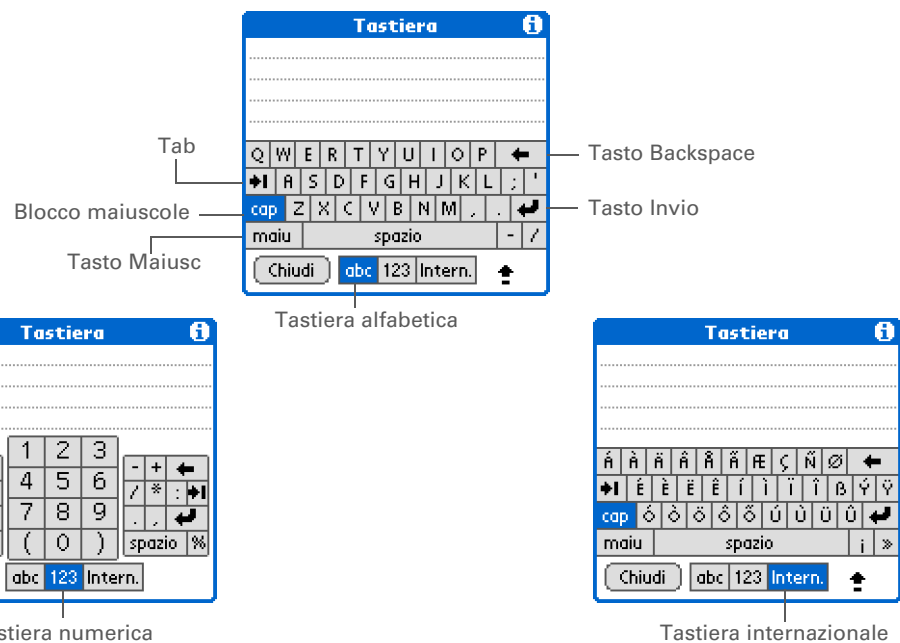 Tastiera
Tab
Q W E R T Y U I O P
Tasto Backspace
A S D F G H J K L ; '
Blocco maiuscole
cap Z X C V B N M , .
Tasto Invio
maiu spazio - /
Tasto Maiusc
Chiudi abc 123 Intern.
Tastiera alfabetica
Tastiera
1 2 3
- +
4 5 6
/ * :
7 8 9
. ,
( 0 )
spazio %
abc 123 Intern.
stiera numerica
Tastiera
Á À Ä Â Å Ã Æ Ç Ñ Ø
É È Ë Ê Í Ì Ï Î ß Ý Ÿ
cap Ó Ò Ö Ô Õ Ú Ù Ü Û
maiu spazio ¡ »
Chiudi abc 123 Intern.
Tastiera internazionale